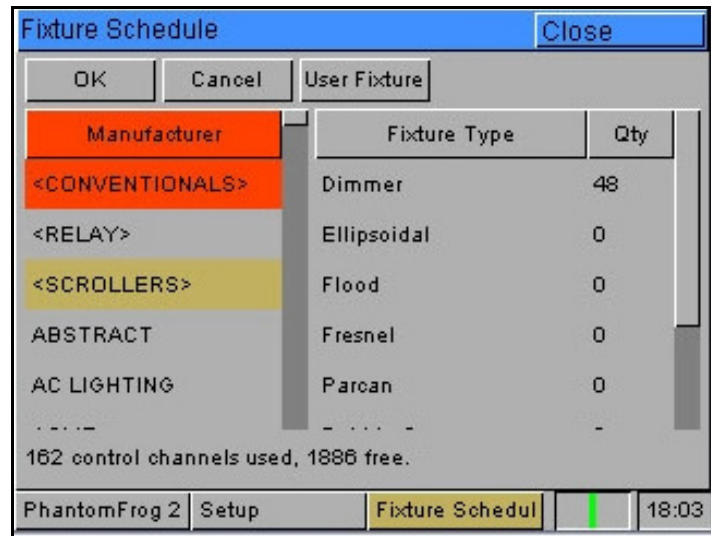 Fixture Schedule Close
OK Cancel User Fixture
Manufacturer Fixture Type Qty
<CONVENTIONALS> Dimmer 48
<RELAY> Ellipsoidal 0
<SCROLLERS> Flood 0
ABSTRACT Fresnel 0
AC LIGHTING Parcan 0
162 control channels used, 1886 free.
PhantomFrog 2 Setup Fixture Schedul 18:03